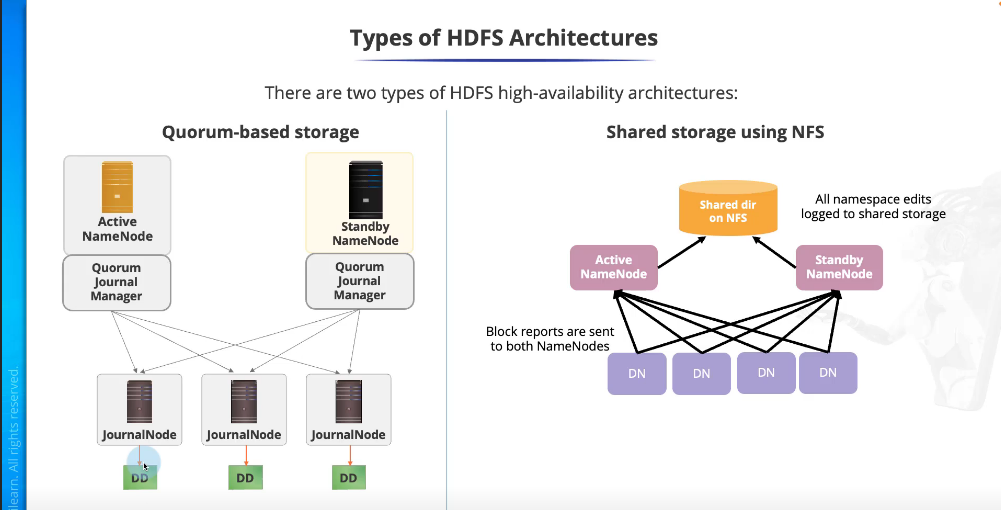 Types of HDFS Architectures
There are two types of HDFS high-availability architectures:
Quorum-based storage
Active
NameNode
Standby
NameNode
Quorum
Journal
Manager
Quorum
Journal
Manager
JournalNode
JournalNode
JournalNode
DD
DD
DD
Shared storage using NFS
Shared dir
on NFS
All namespace edits
logged to shared storage
Active
NameNode
Standby
NameNode
Block reports are sent
to both NameNodes
DN
DN
DN
DN
learn. All rights reserved.